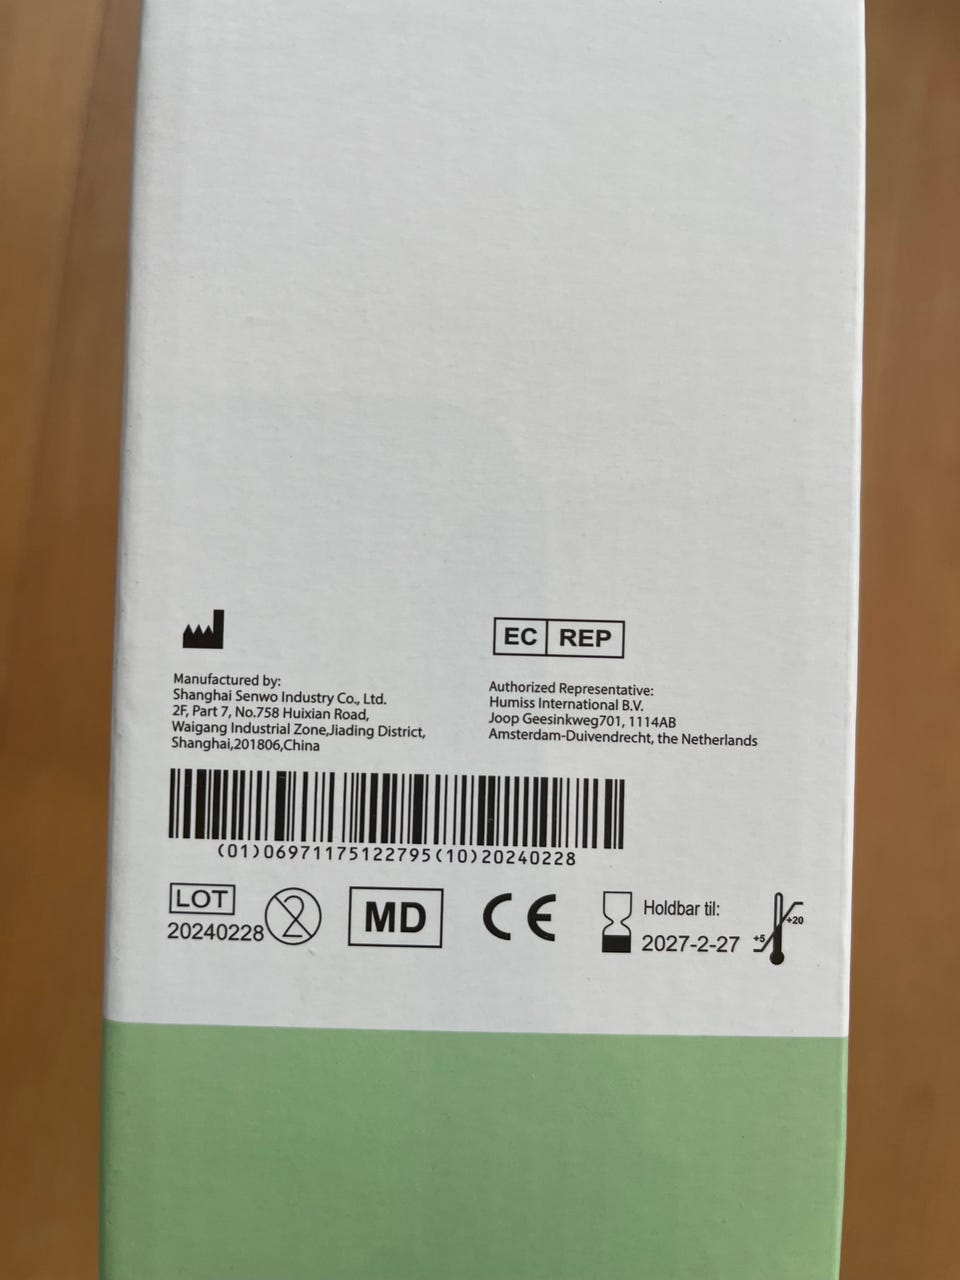 EC REP
Manufactured by:
Shanghai Senwo Industry Co., Ltd.
2F, Part 7, No.758 Huixian Road,
Waigang Industrial Zone,Jiading District,
Shanghai,201806,China
Authorized Representative:
Humiss International B.V.
Joop Geesinkweg701, 1114AB
Amsterdam-Duivendrecht, the Netherlands
(01)06971175122795(10)20240228
LOT
20240228
2
MD
CE
Holdbar til:
2027-2-27
+5
+20